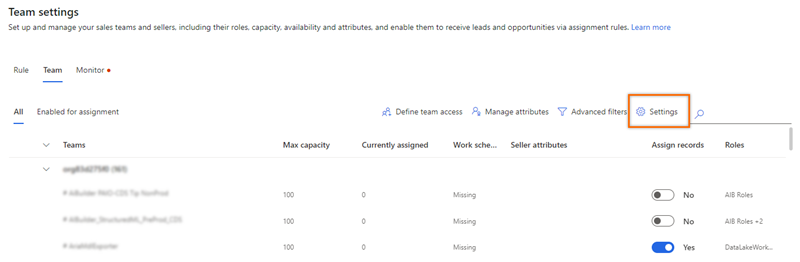 Team settings
Set up and manage your sales teams and sellers, including their roles, capacity, availability and attributes, and enable them to receive leads and opportunities via assignment rules. Learn more
Rule Team Monitor
All Enabled for assignment Define team access Manage attributes Advanced filters Settings
Teams Max capacity Currently assigned Work sche... Seller attributes Assign records Roles
100 0 Missing No AIB Roles
100 0 Missing No AIB Roles +2
100 0 Missing Yes DataLakeWork...